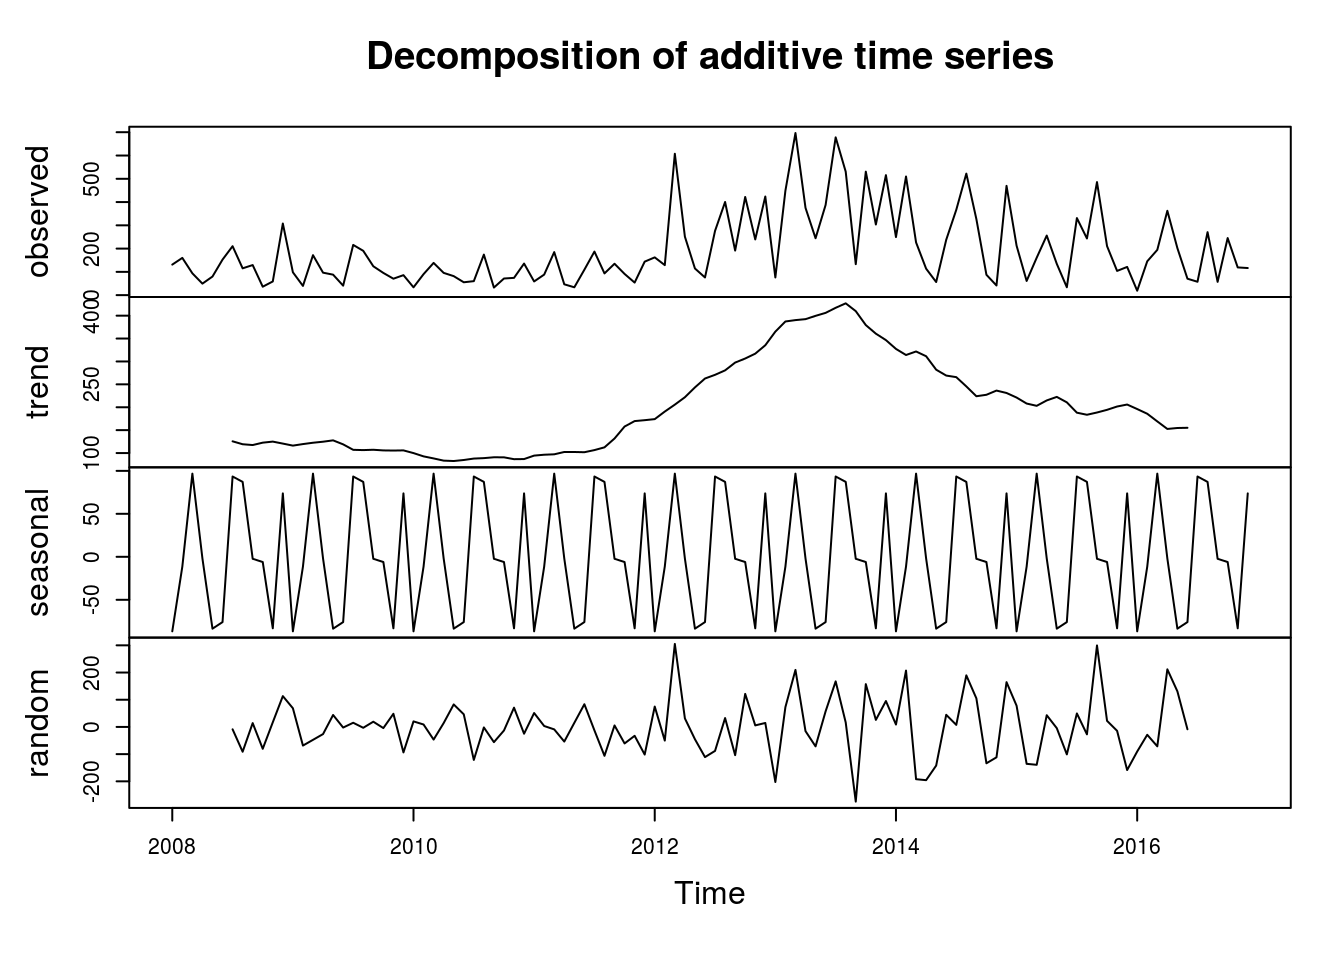 Decomposition of additive time series
observed
200 500
trend
100 250 4000
seasonal
-50 0 50
random
-200 0 200
2008 2010 2012 2014 2016
Time